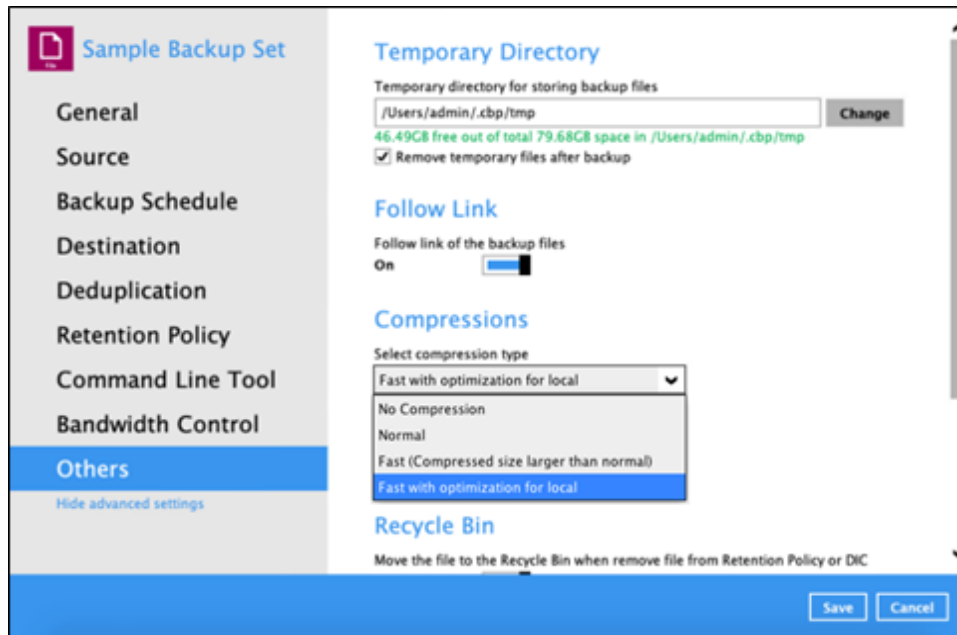 File
Sample Backup Set
General
Source
Backup Schedule
Destination
Deduplication
Retention Policy
Command Line Tool
Bandwidth Control
Others
Hide advanced settings
Temporary Directory
Temporary directory for storing backup files
/Users/admin/.cbp/tmp
Change
46.49GB free out of total 79.68GB space in /Users/admin/.cbp/tmp
Remove temporary files after backup
Follow Link
Follow link of the backup files
On
Compressions
Select compression type
Fast with optimization for local
No Compression
Normal
Fast (Compressed size larger than normal)
Fast with optimization for local
Recycle Bin
Move the file to the Recycle Bin when remove file from Retention Policy or DIC
Save
Cancel